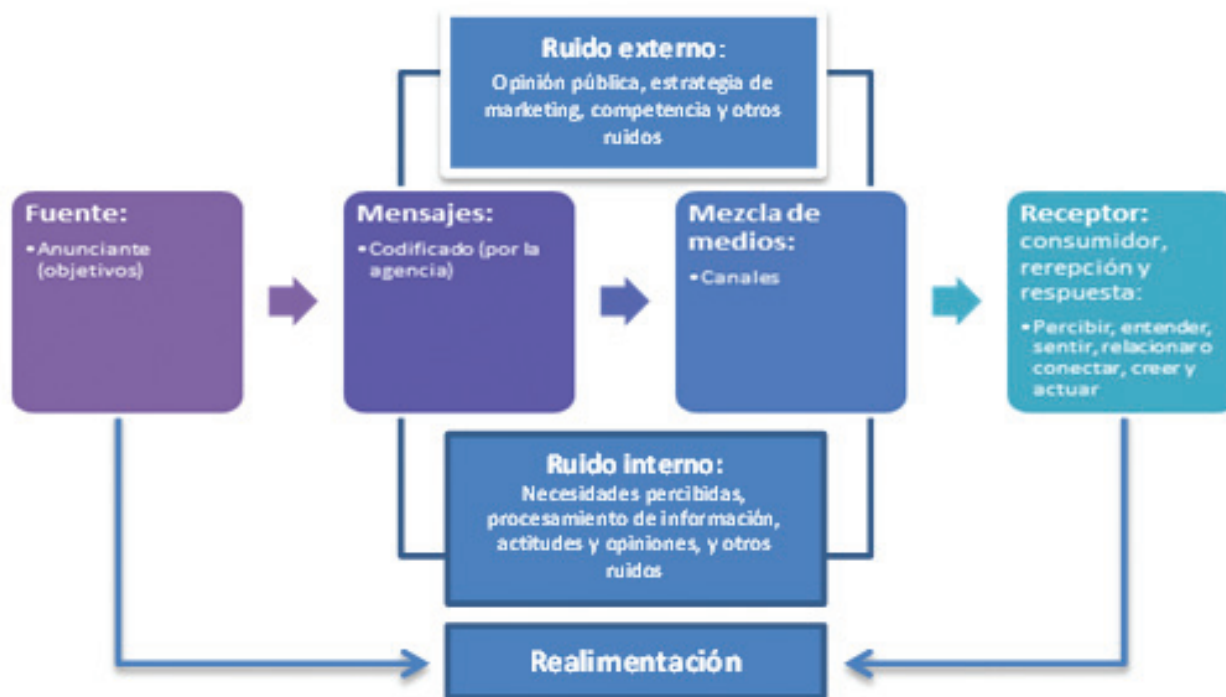 Ruido externo:
Opinión pública, estrategia de
marketing, competencia y otros
ruidos
Fuente:
•Anunciante
(objetivos)
Mensajes:
•Codificado (por la
agencia)
Mezcla de
medios:
•Canales
Receptor:
consumidor,
rerepción y
respuesta:
•Percibir, entender,
sentir, relacionar o
conectar, creer y
actuar
Ruido interno:
Necesidades percibidas,
procesamiento de información,
actitudes y opiniones, y otros
ruidos
Realimentación